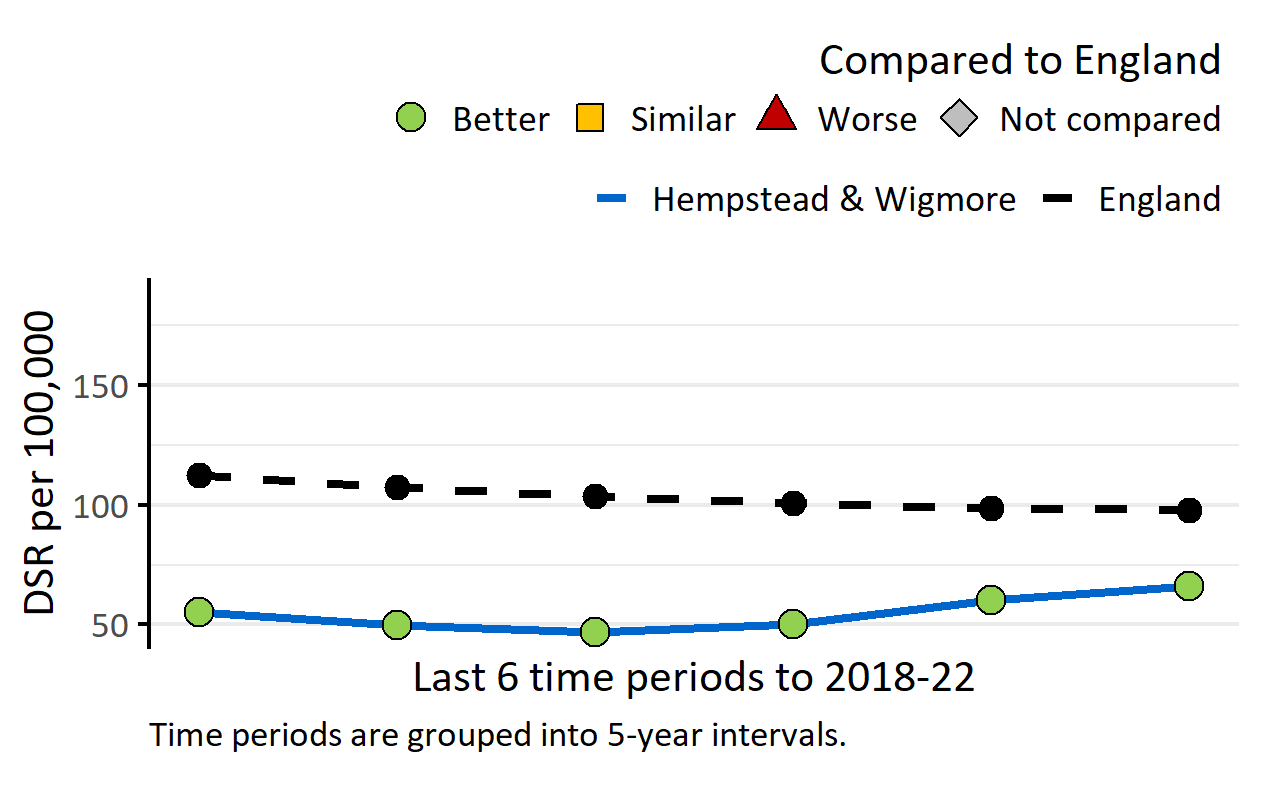 Compared to England
Better Similar Worse Not compared
Hempstead & Wigmore England
DSR per 100,000
150
100
50
Last 6 time periods to 2018-22
Time periods are grouped into 5-year intervals.